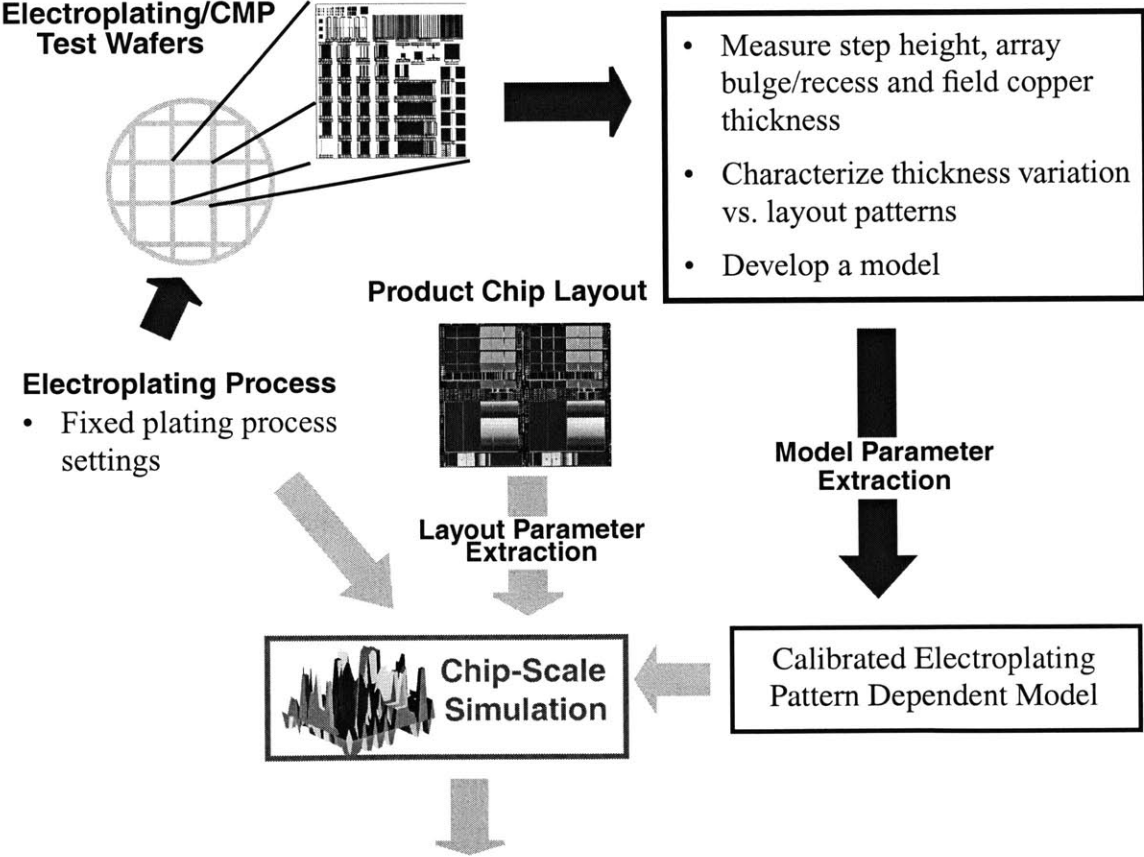 Electroplating/CMP
Test Wafers
• Measure step height, array
bulge/recess and field copper
thickness
• Characterize thickness variation
vs. layout patterns
• Develop a model
Product Chip Layout
Electroplating Process
• Fixed plating process
settings
Model Parameter
Extraction
Layout Parameter
Extraction
Chip-Scale
Simulation
Calibrated Electroplating
Pattern Dependent Model